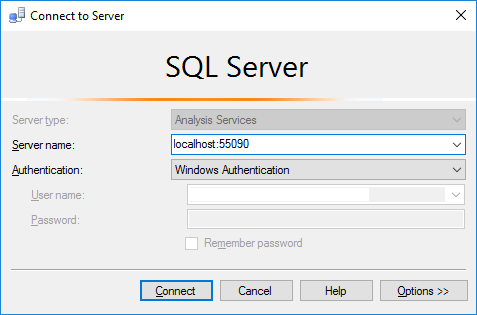 Connect to Server
SQL Server
Server type: Analysis Services
Server name: localhost:55090
Authentication: Windows Authentication
User name:
Password:
Remember password
Connect Cancel Help Options >>